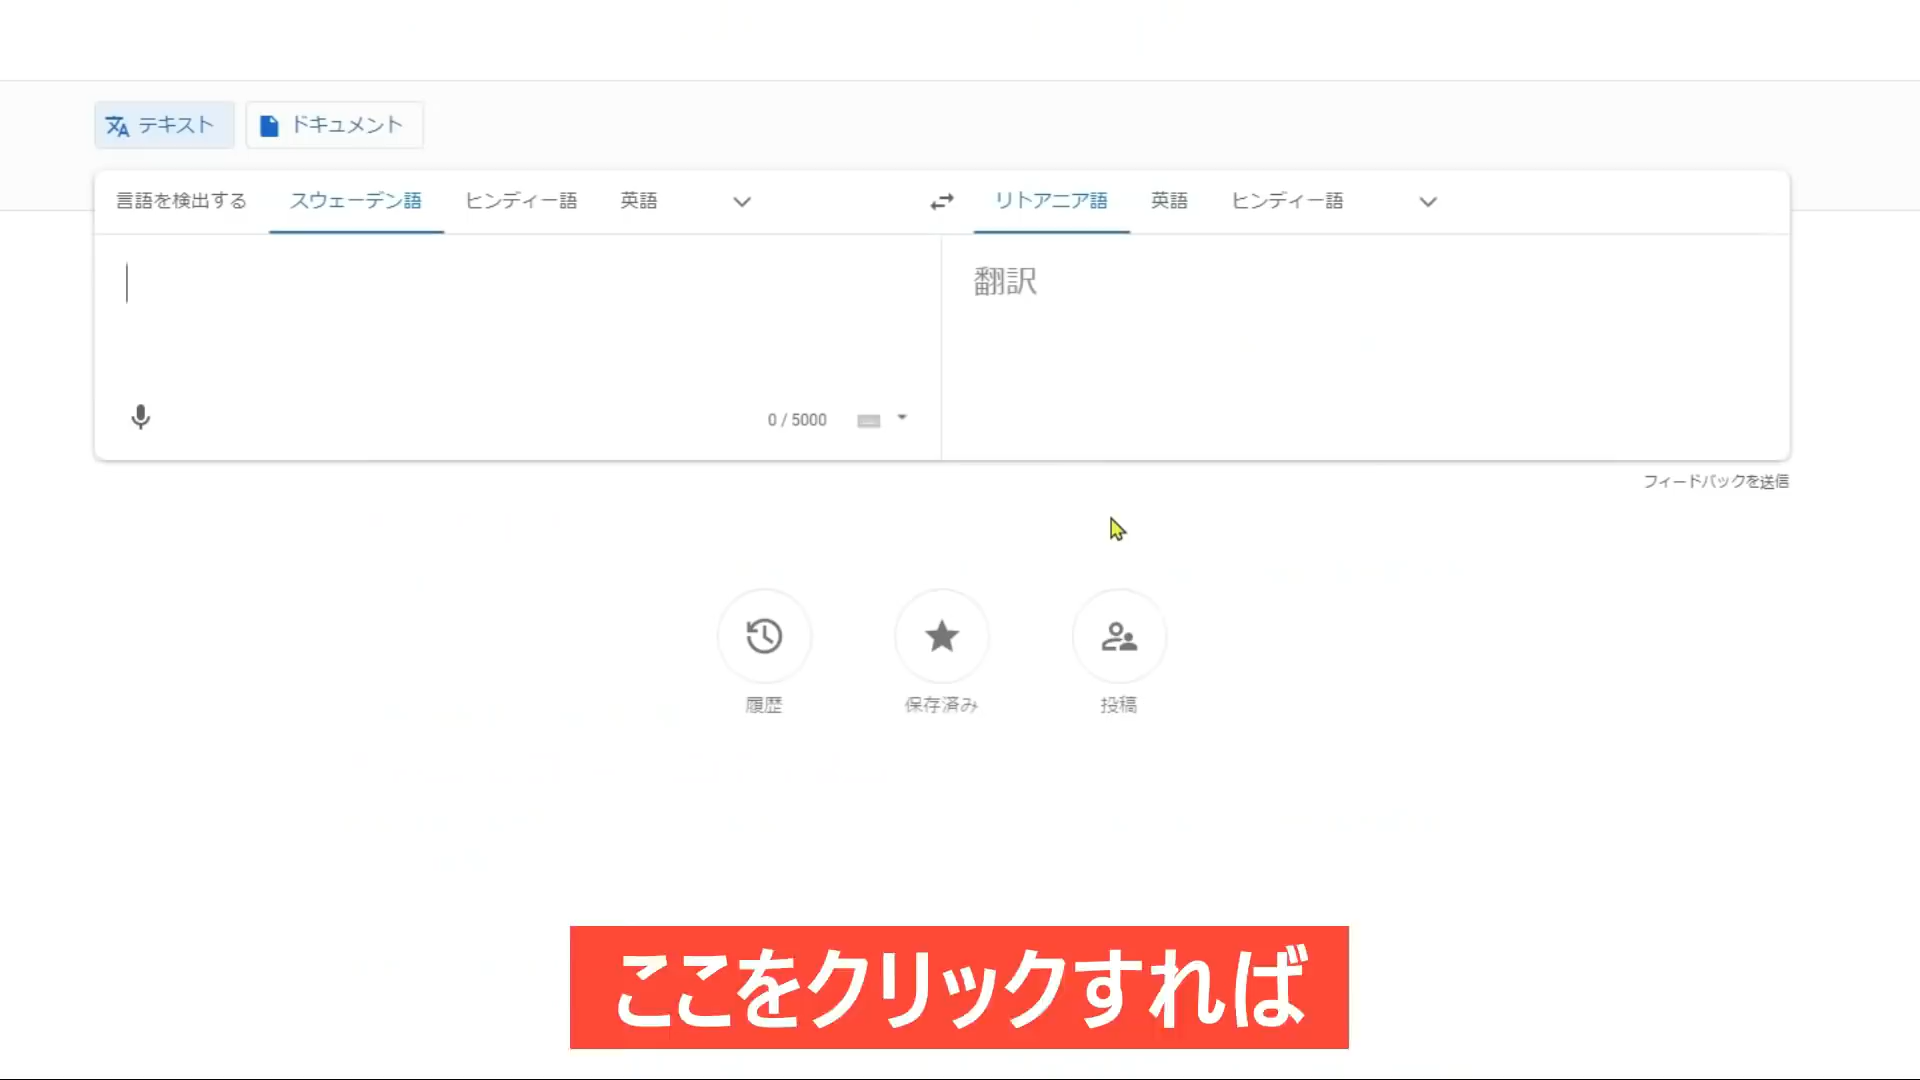 テキスト ドキュメント
言語を検出する スウェーデン語 ヒンディー語 英語 リトアニア語 英語 ヒンディー語
翻訳
0 / 5000
フィードバックを送信
履歴 保存済み 投稿
ここをクリックすれば